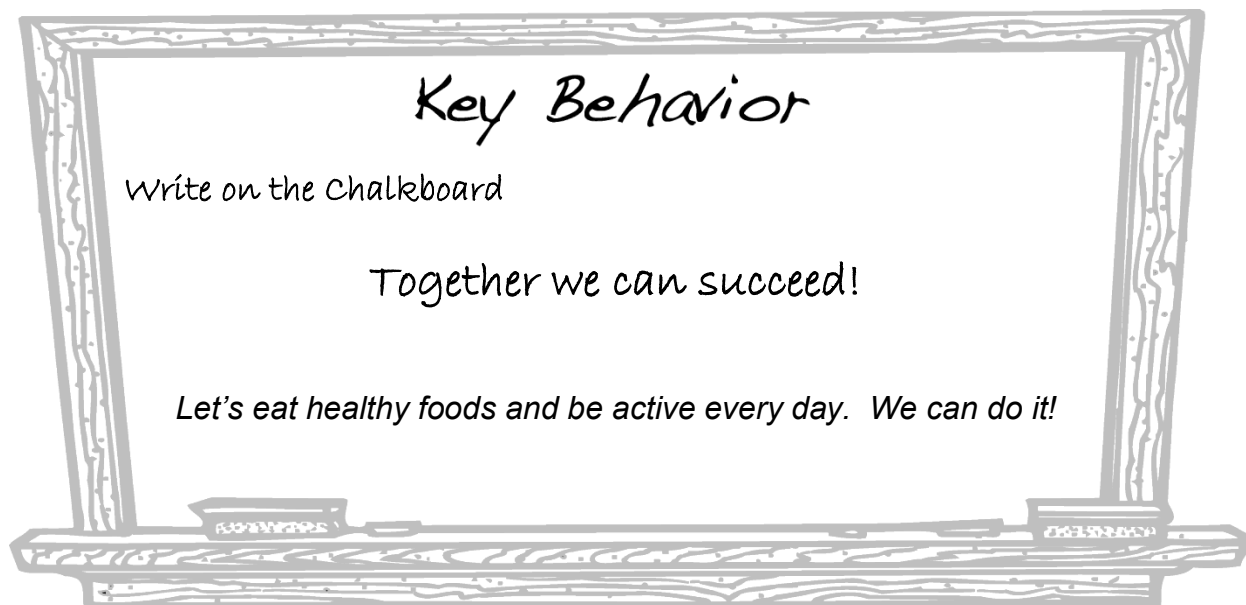 Key Behavior
Write on the Chalkboard
Together we can succeed!
Let’s eat healthy foods and be active every day.  We can do it!